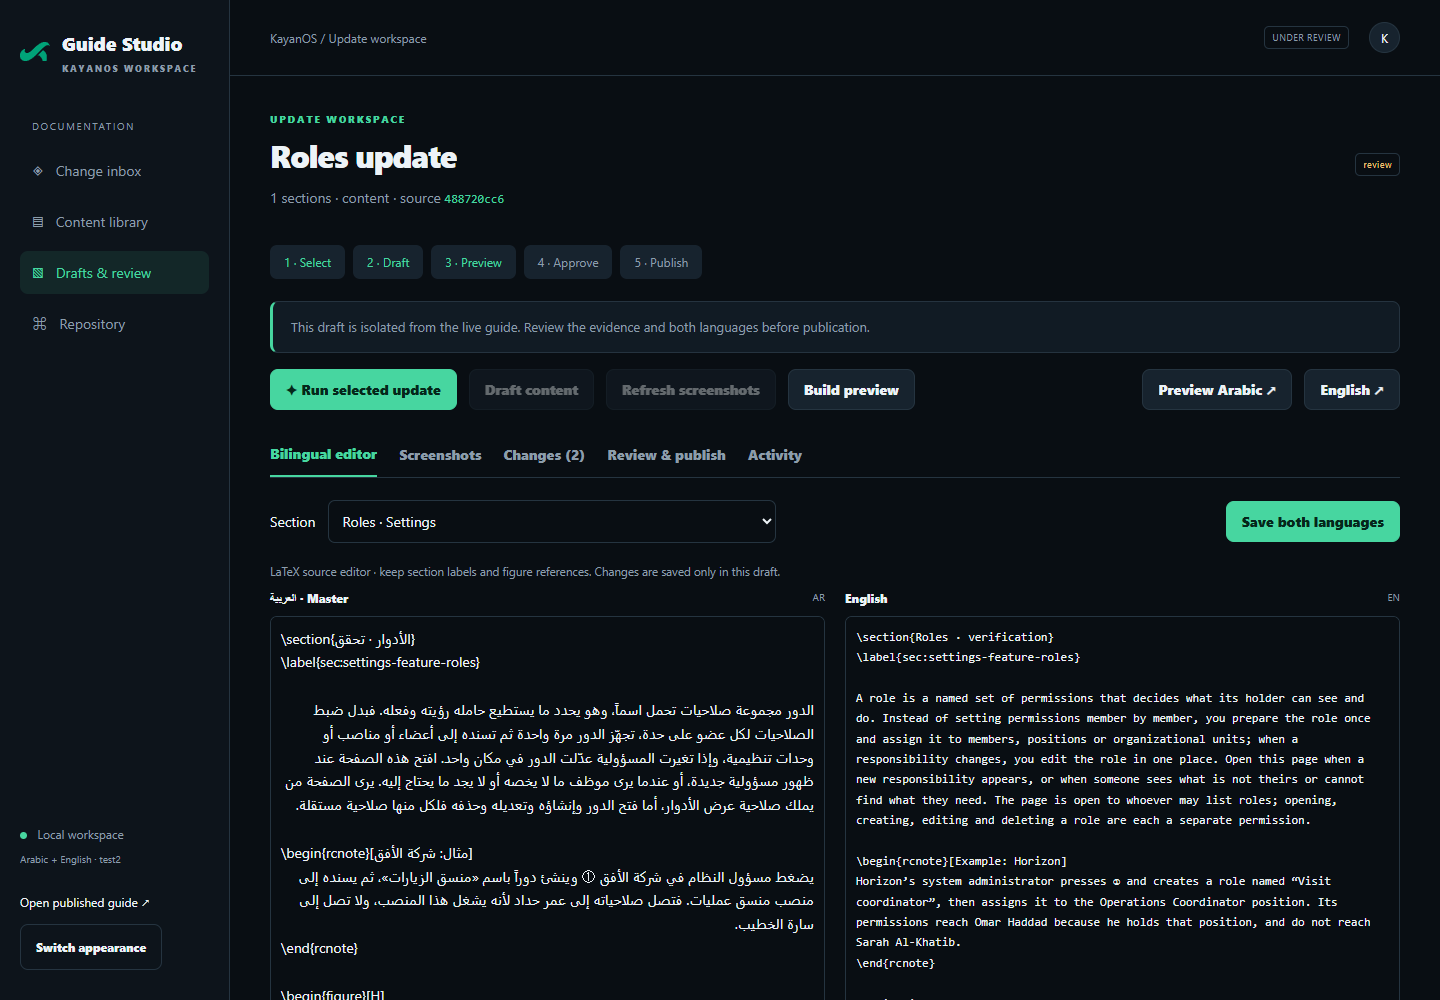 Guide Studio
KAYANOS WORKSPACE
DOCUMENTATION
Change inbox
Content library
Drafts & review
Repository
Local workspace
Arabic + English · test2
Open published guide ↗
Switch appearance
KayanOS / Update workspace
UNDER REVIEW
K
UPDATE WORKSPACE
Roles update
review
1 sections · content · source 488720cc6
1 · Select
2 · Draft
3 · Preview
4 · Approve
5 · Publish
This draft is isolated from the live guide. Review the evidence and both languages before publication.
✦ Run selected update
Draft content
Refresh screenshots
Build preview
Preview Arabic ↗
English ↗
Bilingual editor
Screenshots
Changes (2)
Review & publish
Activity
Section
Roles · Settings
Save both languages
LaTeX source editor · keep section labels and figure references. Changes are saved only in this draft.
العربية · Master
AR
\section{الأدوار · تحقق}
\label{sec:settings-feature-roles}
الدور مجموعة صلاحيات تحمل اسماً، وهو يحدد ما يستطيع حامله رؤيته وفعله. فبدل ضبط
الصلاحيات لكل عضو على حدة، تجهّز الدور مرة واحدة ثم تسنده إلى أعضاء أو مناصب أو
وحدات تنظيمية، وإذا تغيرت المسؤولية عدّلت الدور في مكان واحد. افتح هذه الصفحة عند
ظهور مسؤولية جديدة، أو عندما يرى موظف ما لا يخصه أو لا يجد ما يحتاج إليه. يرى الصفحة من
يملك صلاحية عرض الأدوار، أما فتح الدور وإنشاؤه وتعديله وحذفه فلكل منها صلاحية مستقلة.
\begin{rcnote}[مثال: شركة الأفق]
يضغط مسؤول النظام في شركة الأفق ① وينشئ دوراً باسم «منسق الزيارات»، ثم يسنده إلى
منصب منسق عمليات. فتصل صلاحياته إلى عمر حداد لأنه يشغل هذا المنصب، ولا تصل إلى
سارة الخطيب.
\end{rcnote}
\begin{figure}[H]
English
EN
\section{Roles · verification}
\label{sec:settings-feature-roles}
A role is a named set of permissions that decides what its holder can see and
do. Instead of setting permissions member by member, you prepare the role once
and assign it to members, positions or organizational units; when a
responsibility changes, you edit the role in one place. Open this page when a
new responsibility appears, or when someone sees what is not theirs or cannot
find what they need. The page is open to whoever may list roles; opening,
creating, editing and deleting a role are each a separate permission.
\begin{rcnote}[Example: Horizon]
Horizon’s system administrator presses ① and creates a role named “Visit
coordinator”, then assigns it to the Operations Coordinator position. Its
permissions reach Omar Haddad because he holds that position, and do not reach
Sarah Al-Khatib.
\end{rcnote}